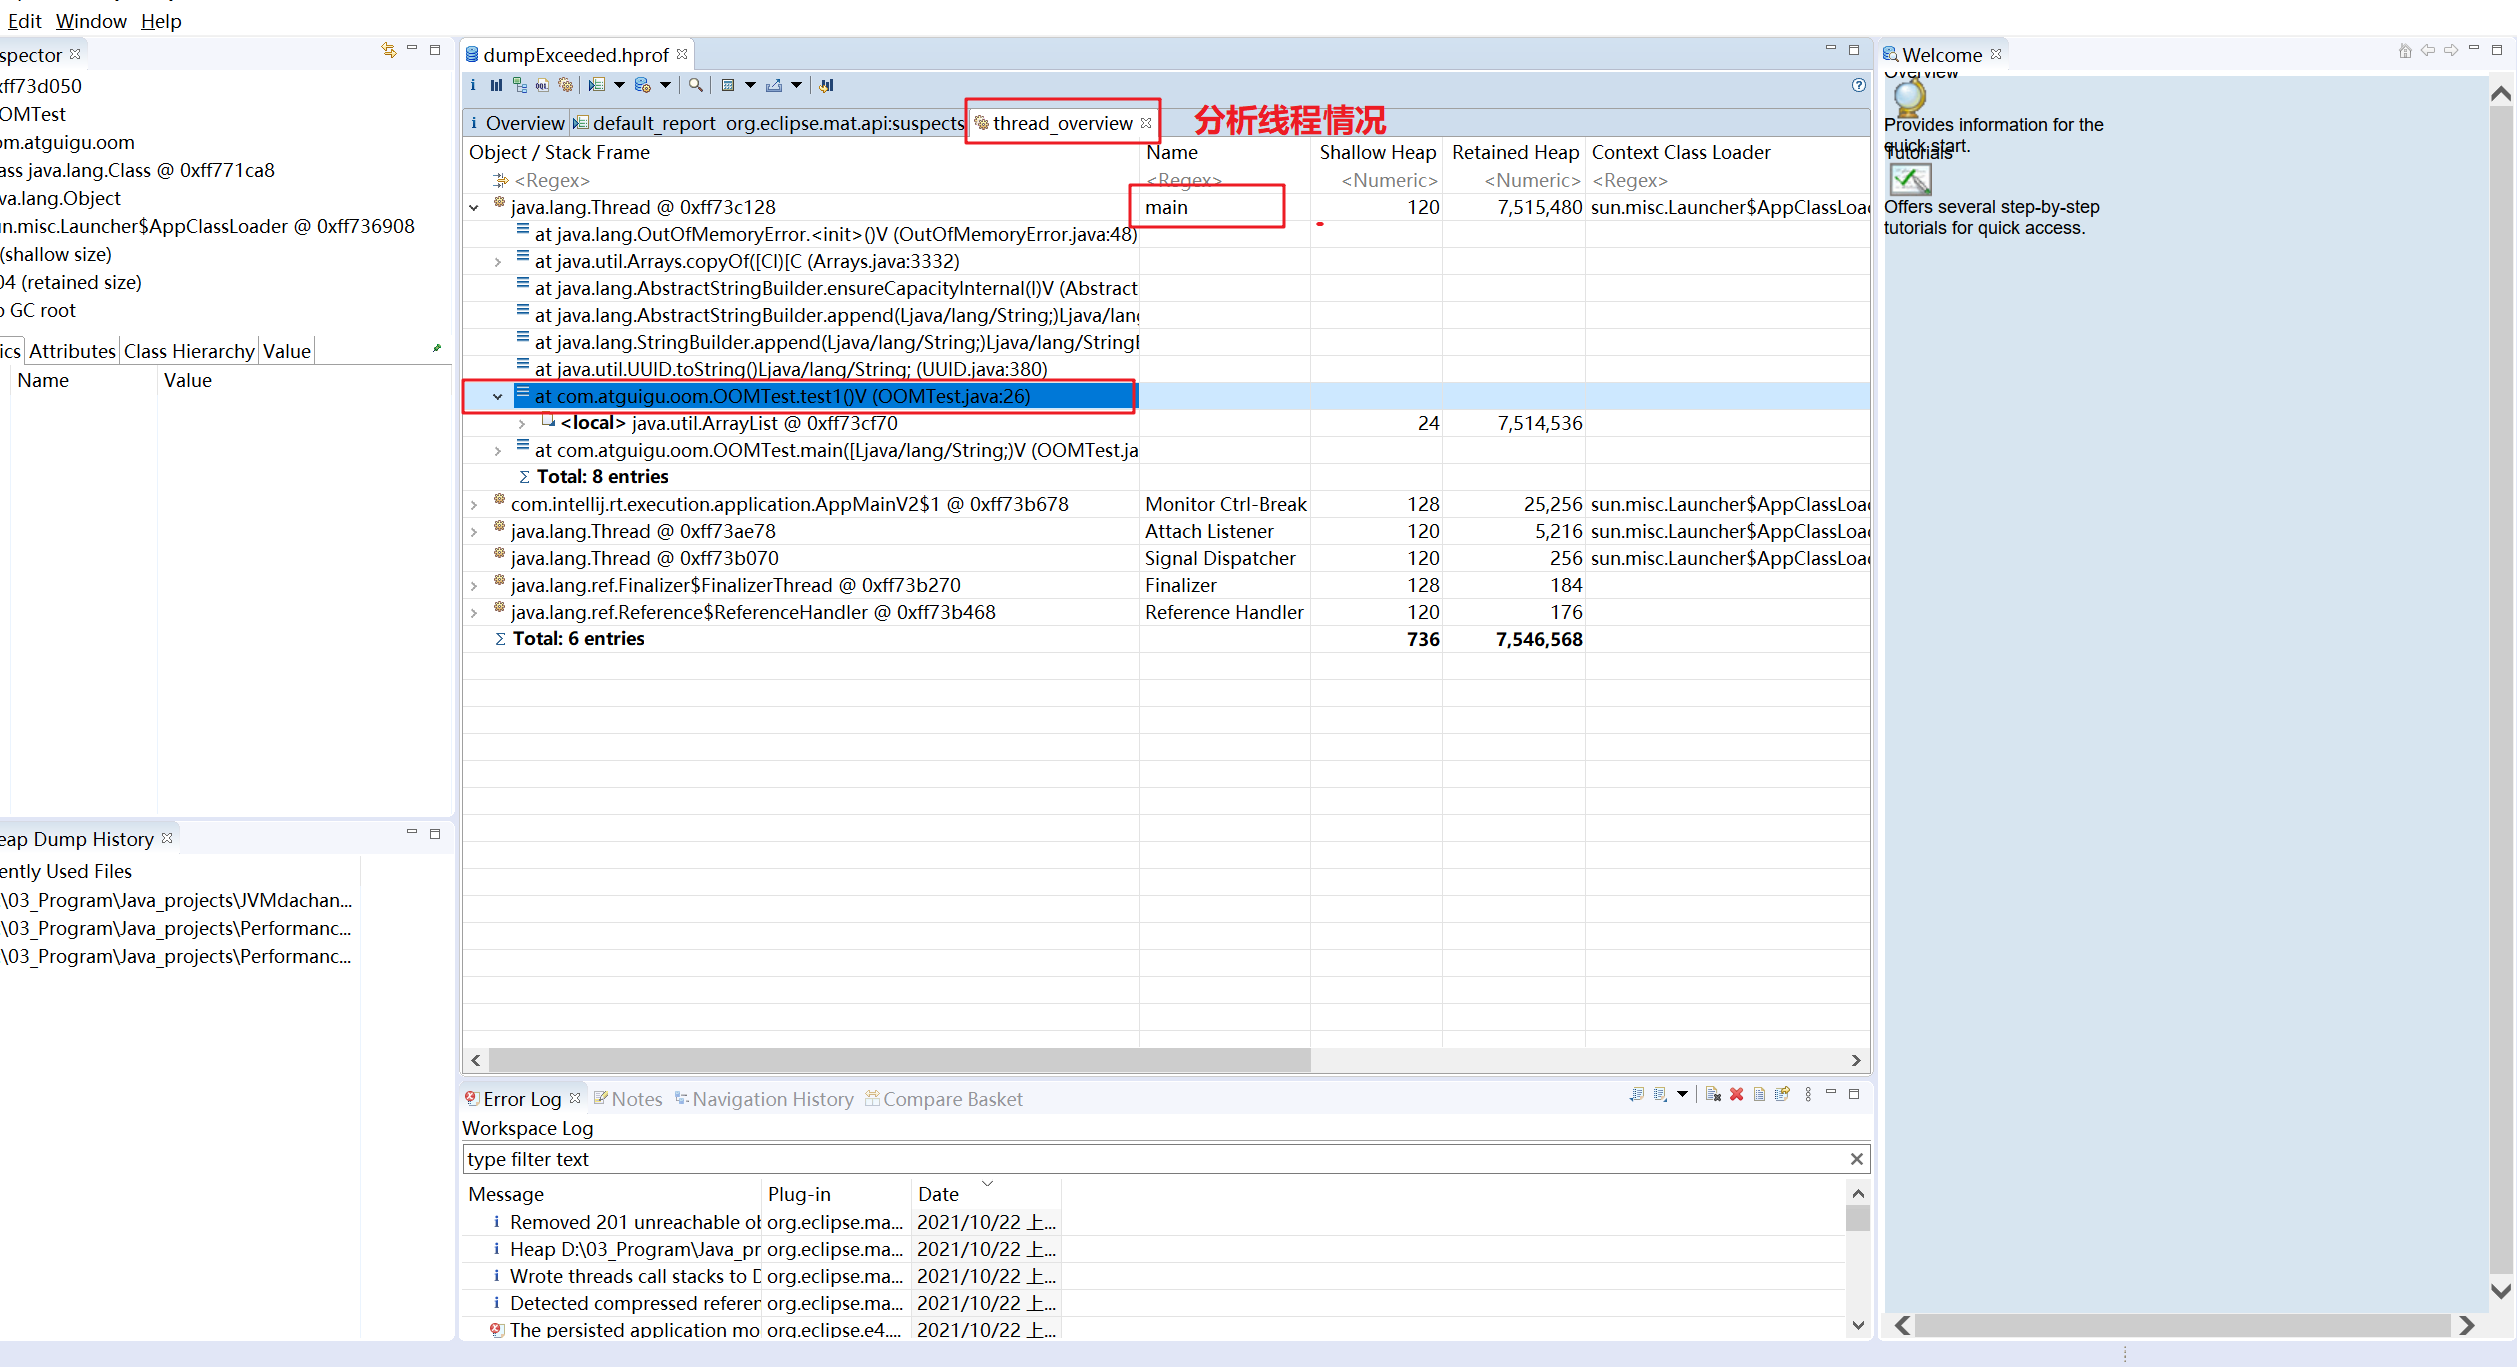 Edit Window Help
spector
ff73d050
OMTest
om.atguigu.oom
ass java.lang.Class @ 0xff771ca8
va.lang.Object
n.misc.Launcher$AppClassLoader @ 0xff736908
(shallow size)
04 (retained size)
o GC root
ics Attributes Class Hierarchy Value
Name Value
eap Dump History
ently Used Files
:\03_Program\Java_projects\JVMdachan...
:\03_Program\Java_projects\Performanc...
:\03_Program\Java_projects\Performanc...
dumpExceeded.hprof
i Overview default_report org.eclipse.mat.api:suspects thread_overview 分析线程情况
Object / Stack Frame Name Shallow Heap Retained Heap Context Class Loader
<Regex> <Regex> <Numeric> <Numeric> <Regex>
java.lang.Thread @ 0xff73c128 main 120 7,515,480 sun.misc.Launcher$AppClassLoa
at java.lang.OutOfMemoryError.<init>()V (OutOfMemoryError.java:48)
at java.util.Arrays.copyOf([CI)[C (Arrays.java:3332)
at java.lang.AbstractStringBuilder.ensureCapacityInternal(I)V (Abstract
at java.lang.AbstractStringBuilder.append(Ljava/lang/String;)Ljava/lang
at java.lang.StringBuilder.append(Ljava/lang/String;)Ljava/lang/StringB
at java.util.UUID.toString()Ljava/lang/String; (UUID.java:380)
at com.atguigu.oom.OOMTest.test1()V (OOMTest.java:26)
<local> java.util.ArrayList @ 0xff73cf70 24 7,514,536
at com.atguigu.oom.OOMTest.main([Ljava/lang/String;)V (OOMTest.ja
Σ Total: 8 entries
com.intellij.rt.execution.application.AppMainV2$1 @ 0xff73b678 Monitor Ctrl-Break 128 25,256 sun.misc.Launcher$AppClassLoa
java.lang.Thread @ 0xff73ae78 Attach Listener 120 5,216 sun.misc.Launcher$AppClassLoa
java.lang.Thread @ 0xff73b070 Signal Dispatcher 120 256 sun.misc.Launcher$AppClassLoa
java.lang.ref.Finalizer$FinalizerThread @ 0xff73b270 Finalizer 128 184
java.lang.ref.Reference$ReferenceHandler @ 0xff73b468 Reference Handler 120 176
Σ Total: 6 entries 736 7,546,568
Error Log Notes Navigation History Compare Basket
Workspace Log
type filter text
Message Plug-in Date
Removed 201 unreachable ob org.eclipse.ma... 2021/10/22 上...
Heap D:\03_Program\Java_pr org.eclipse.ma... 2021/10/22 上...
Wrote threads call stacks to D org.eclipse.ma... 2021/10/22 上...
Detected compressed referen org.eclipse.ma... 2021/10/22 上...
The persisted application mo org.eclipse.e4.... 2021/10/22 上...
Welcome
Overview
Provides information for the
quick start.
Tutorials
Offers several step-by-step
tutorials for quick access.